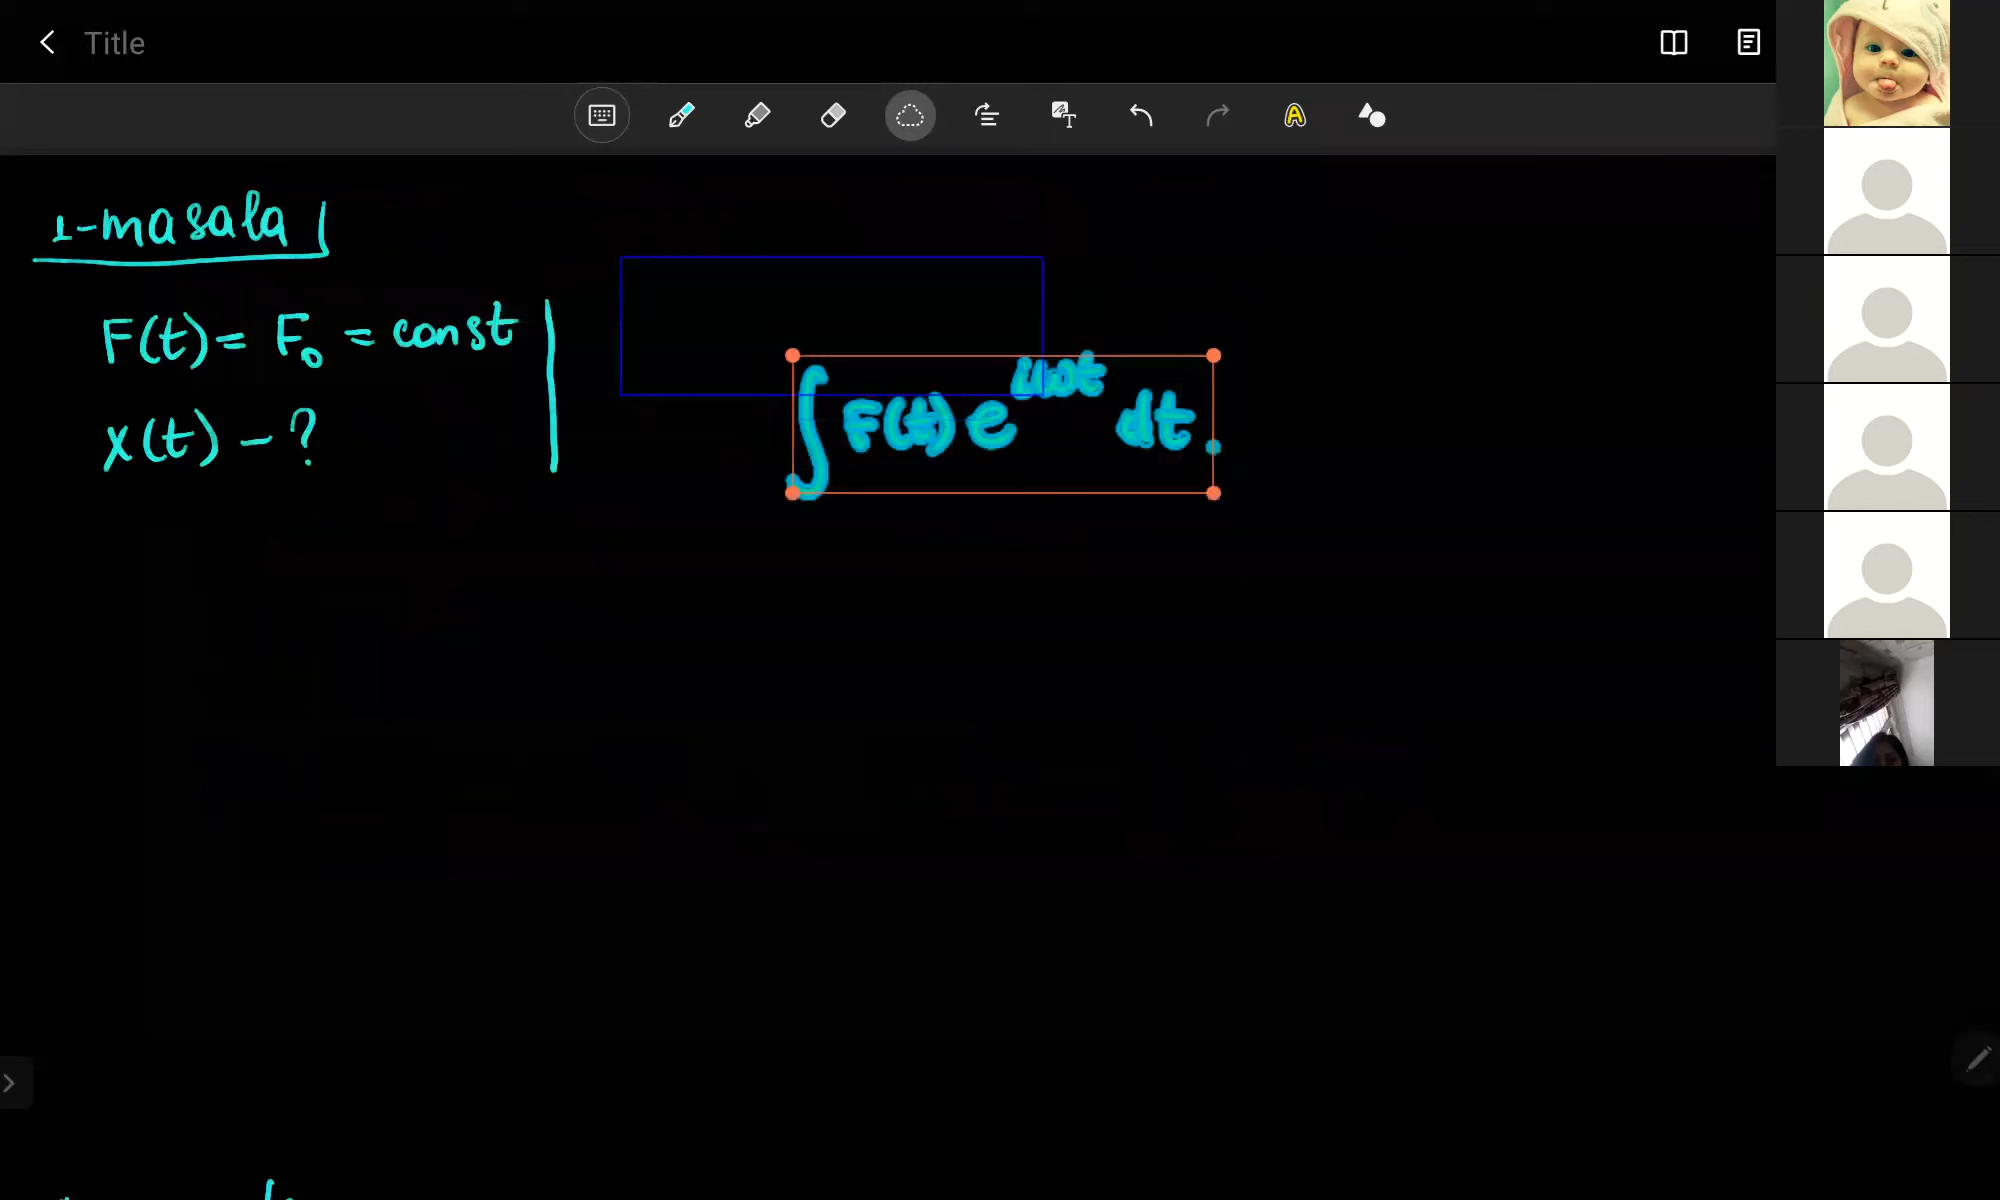 Title
1-masala
F(t) = F₀ = const
x(t) - ?
∫ F(t) e^{iωt} dt.